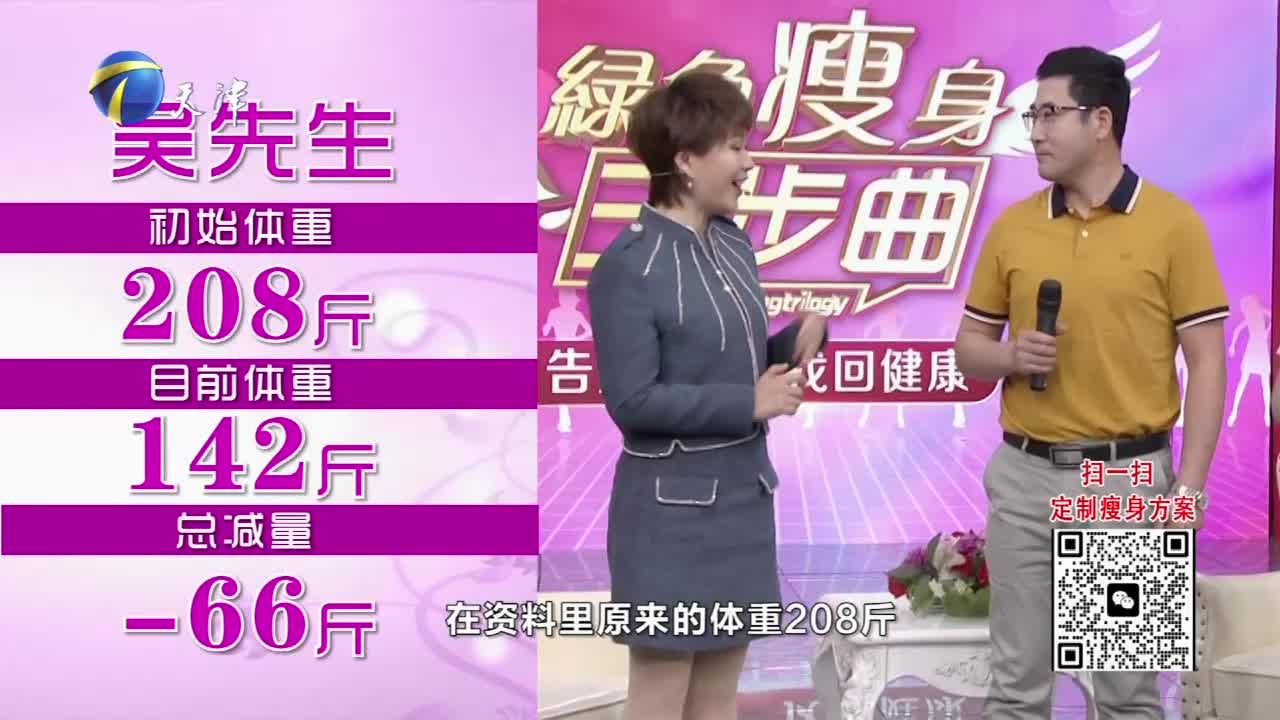 天津
吴先生
初始体重
208斤
目前体重
142斤
总减量
-66斤
綠色瘦身
三步曲
gtrilogy
告
找回健康
扫一扫
定制瘦身方案
在资料里原来的体重208斤